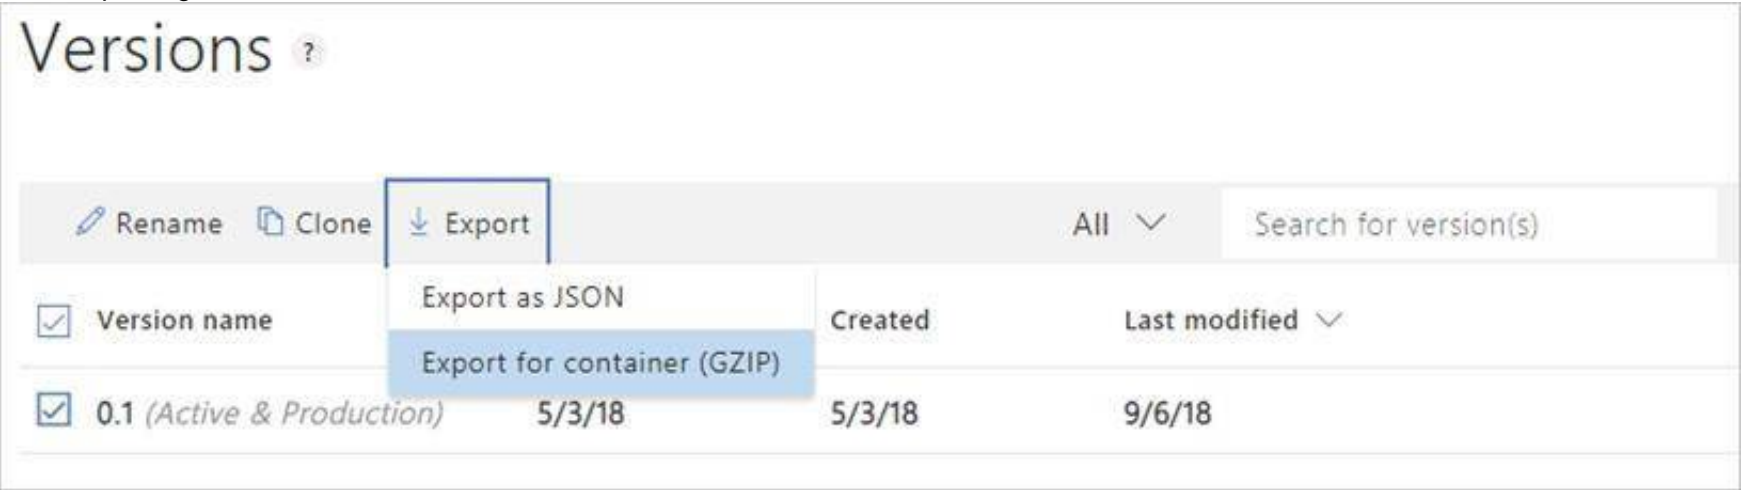 Versions ?
Rename Clone Export All Search for version(s)
Export as JSON
Version name Created Last modified
Export for container (GZIP)
0.1 (Active & Production) 5/3/18 5/3/18 9/6/18